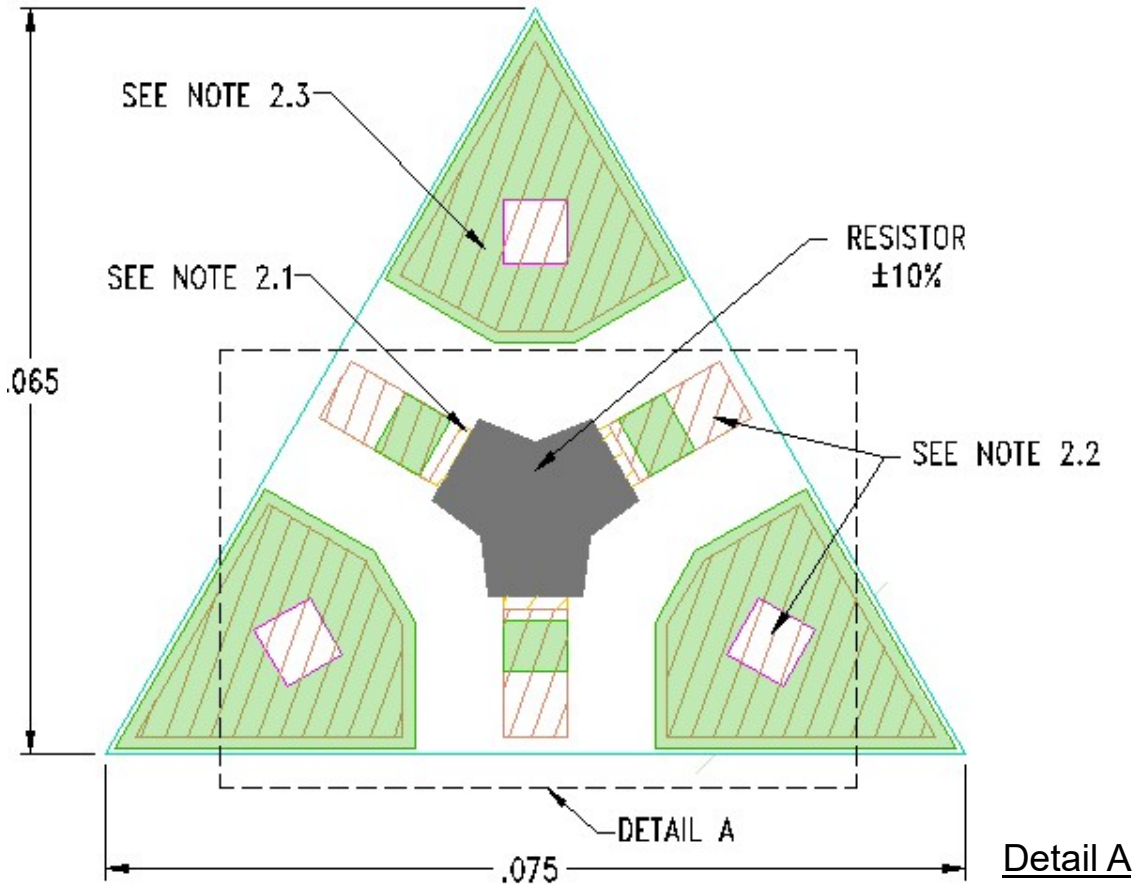 SEE NOTE 2.3
RESISTOR
±10%
SEE NOTE 2.1
.065
SEE NOTE 2.2
DETAIL A
.075
Detail A